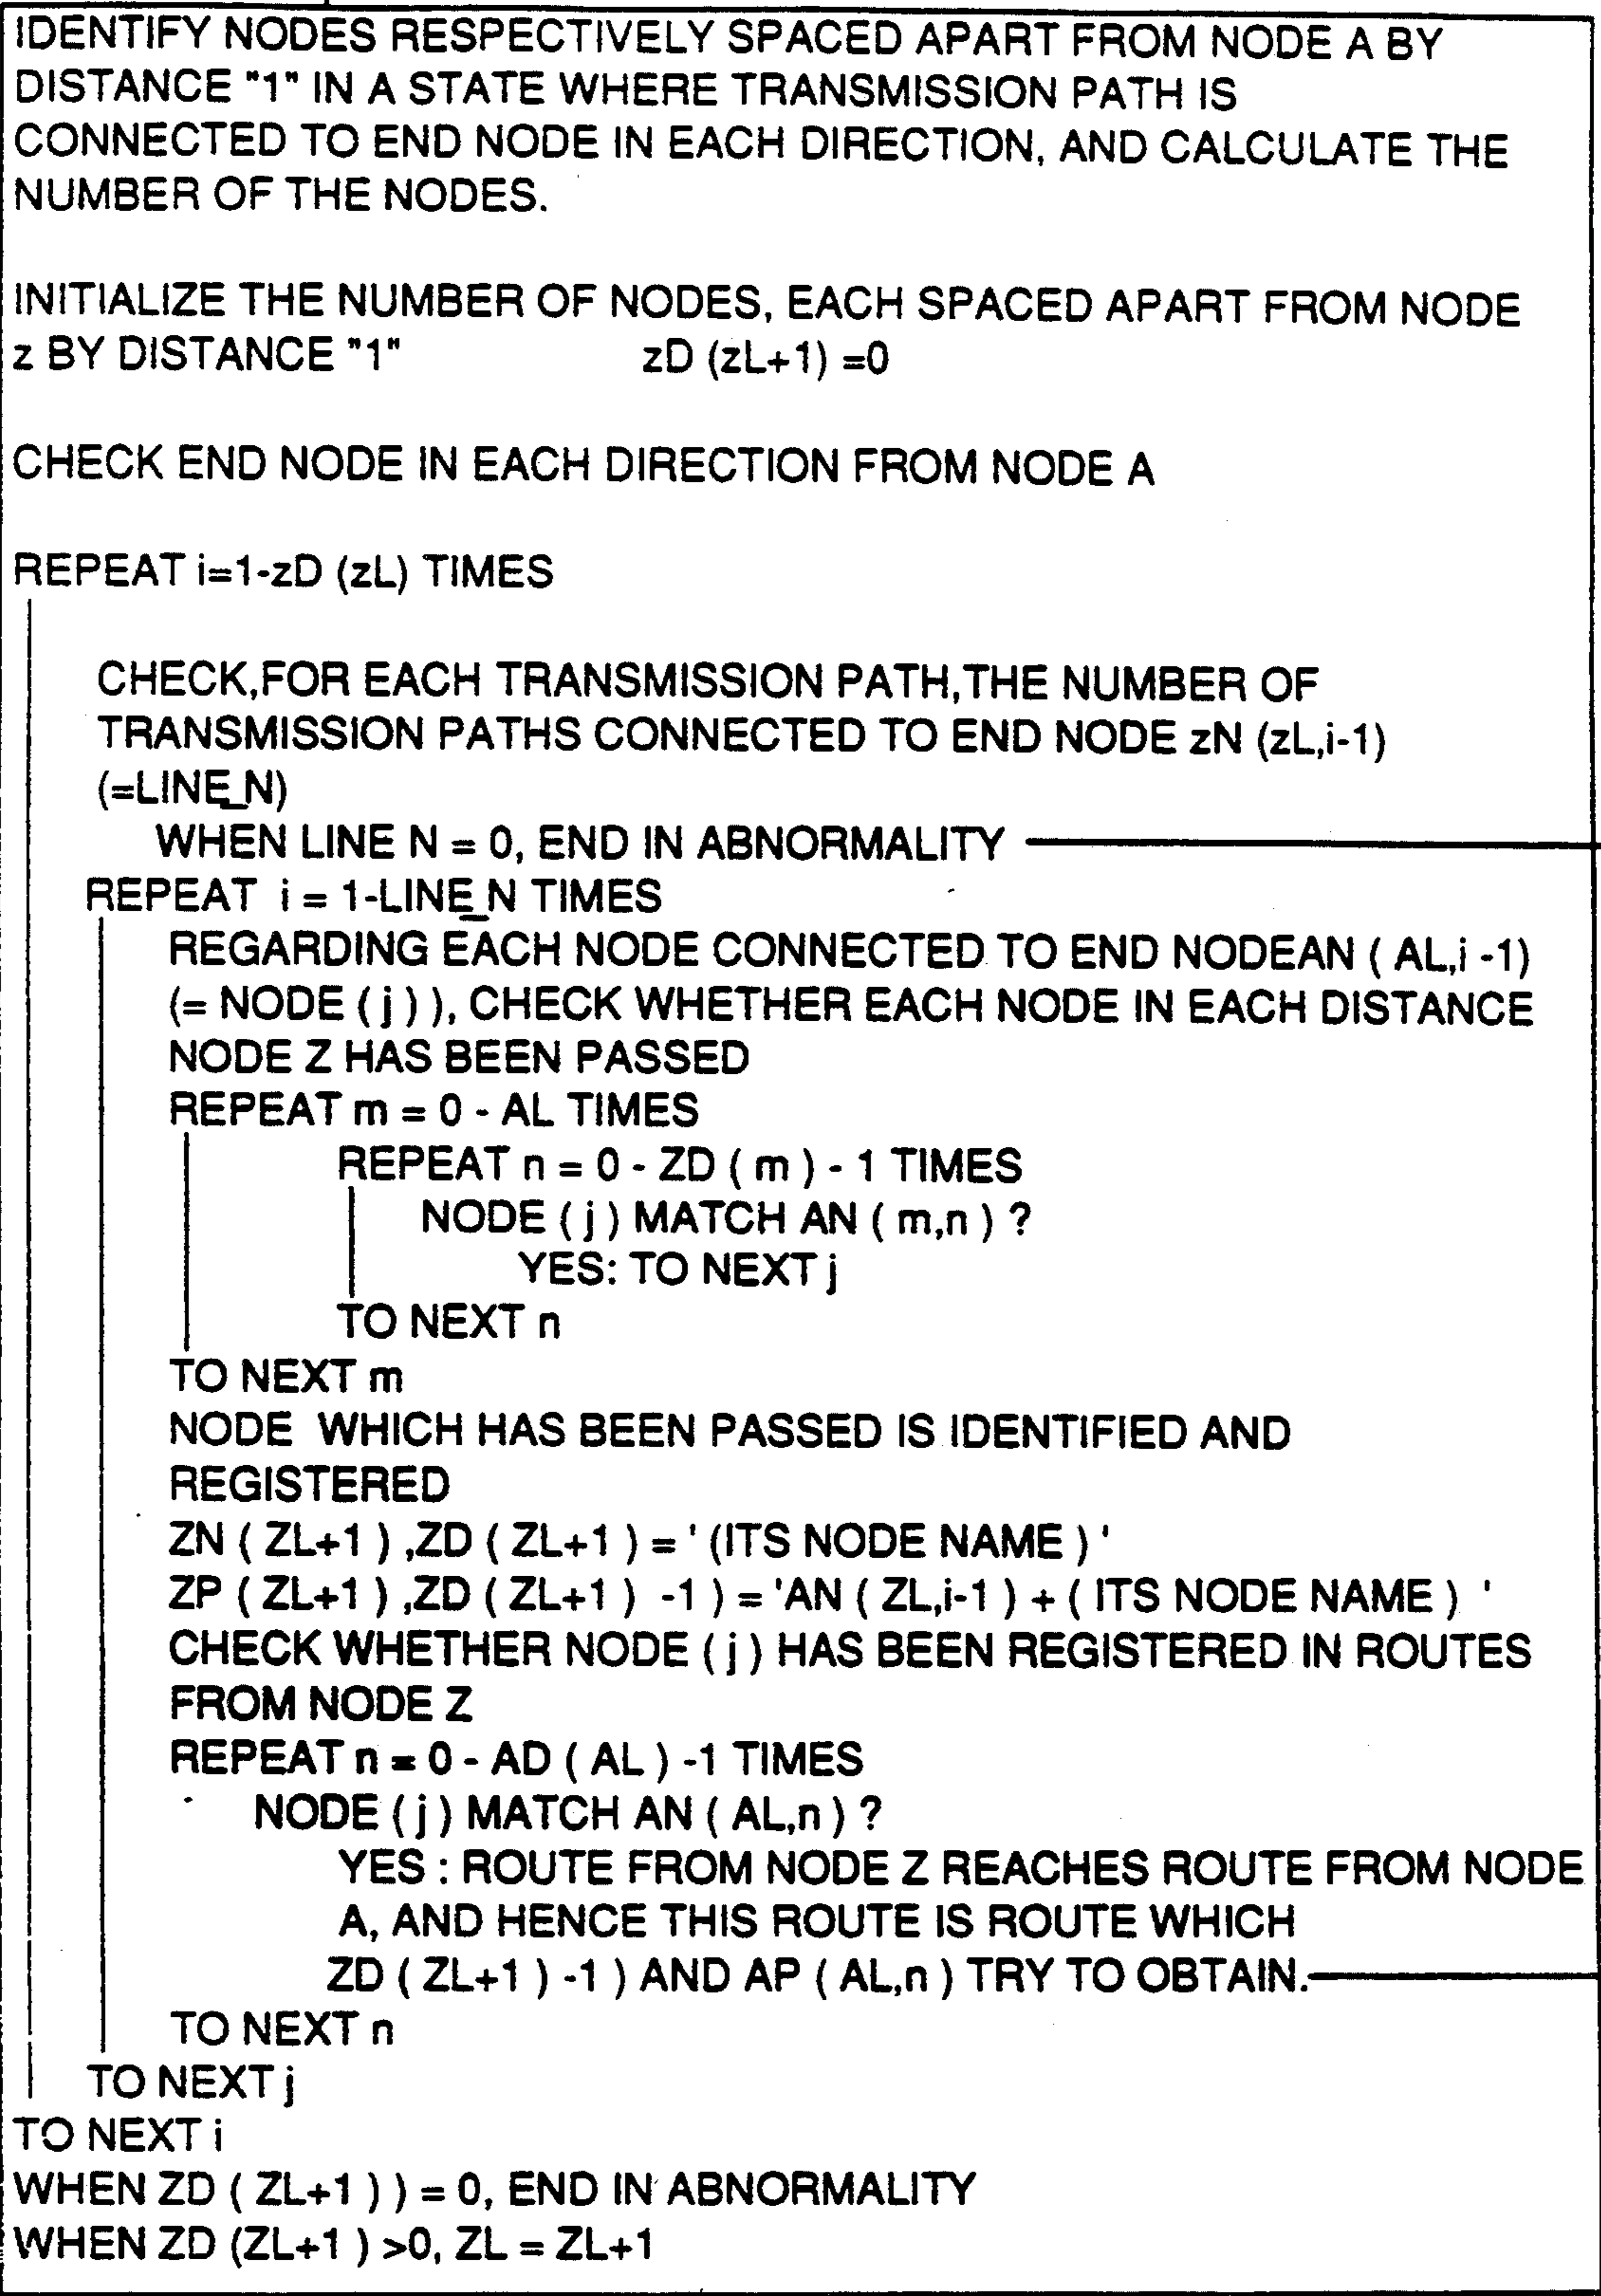 IDENTIFY NODES RESPECTIVELY SPACED APART FROM NODE A BY
DISTANCE "1" IN A STATE WHERE TRANSMISSION PATH IS
CONNECTED TO END NODE IN EACH DIRECTION, AND CALCULATE THE
NUMBER OF THE NODES.
INITIALIZE THE NUMBER OF NODES, EACH SPACED APART FROM NODE
z BY DISTANCE "1" zD (zL+1) =0
CHECK END NODE IN EACH DIRECTION FROM NODE A
REPEAT i=1-zD (zL) TIMES
CHECK,FOR EACH TRANSMISSION PATH,THE NUMBER OF
TRANSMISSION PATHS CONNECTED TO END NODE zN (zL,i-1)
(=LINE_N)
WHEN LINE N = 0, END IN ABNORMALITY
REPEAT i = 1-LINE_N TIMES
REGARDING EACH NODE CONNECTED TO END NODEAN ( AL,i -1)
(= NODE ( j ) ), CHECK WHETHER EACH NODE IN EACH DISTANCE
NODE Z HAS BEEN PASSED
REPEAT m = 0 - AL TIMES
REPEAT n = 0 - ZD ( m ) - 1 TIMES
NODE ( j ) MATCH AN ( m,n ) ?
YES: TO NEXT j
TO NEXT n
TO NEXT m
NODE WHICH HAS BEEN PASSED IS IDENTIFIED AND
REGISTERED
ZN ( ZL+1 ) ,ZD ( ZL+1 ) = ' (ITS NODE NAME ) '
ZP ( ZL+1 ) ,ZD ( ZL+1 ) -1 ) = 'AN ( ZL,i-1 ) + ( ITS NODE NAME ) '
CHECK WHETHER NODE ( j ) HAS BEEN REGISTERED IN ROUTES
FROM NODE Z
REPEAT n = 0 - AD ( AL ) -1 TIMES
NODE ( j ) MATCH AN ( AL,n ) ?
YES : ROUTE FROM NODE Z REACHES ROUTE FROM NODE
A, AND HENCE THIS ROUTE IS ROUTE WHICH
ZD ( ZL+1 ) -1 ) AND AP ( AL,n ) TRY TO OBTAIN.
TO NEXT n
TO NEXT j
TO NEXT i
WHEN ZD ( ZL+1 ) ) = 0, END IN ABNORMALITY
WHEN ZD (ZL+1 ) >0, ZL = ZL+1